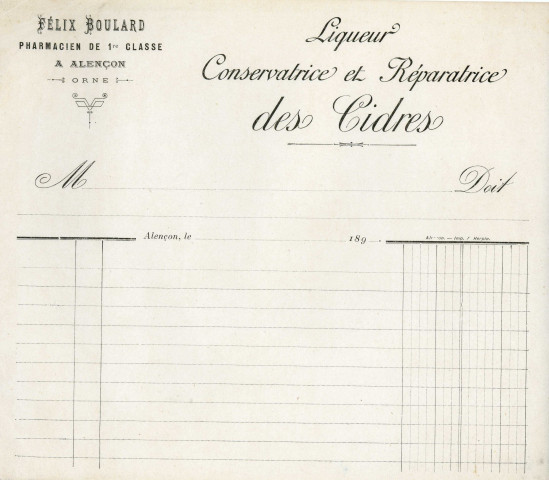 FÉLIX BOULARD
PHARMACIEN DE 1re CLASSE
A ALENÇON
ORNE
Liqueur
Conservatrice et Réparatrice
des Cidres
M Doit
Alençon, le 189